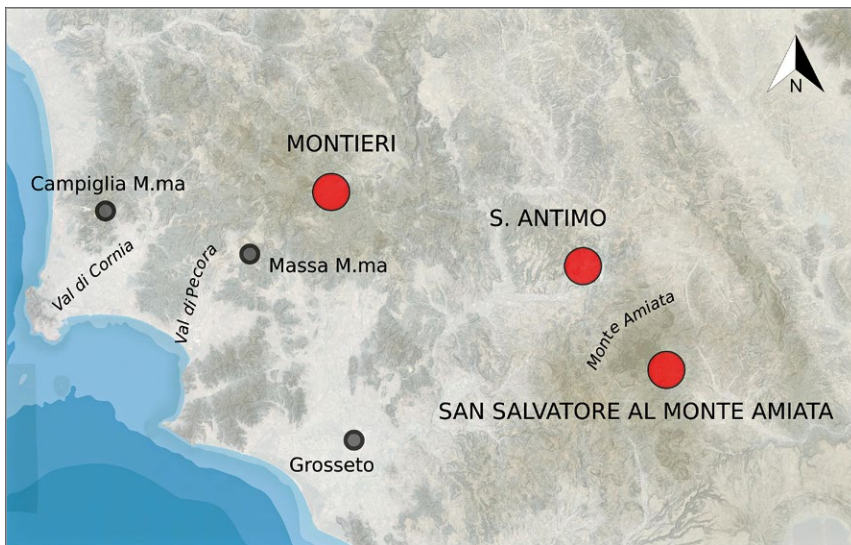 N
MONTIERI
Campiglia M.ma
S. ANTIMO
Val di Cornia
Val di Pecora
Massa M.ma
Monte Amiata
SAN SALVATORE AL MONTE AMIATA
Grosseto